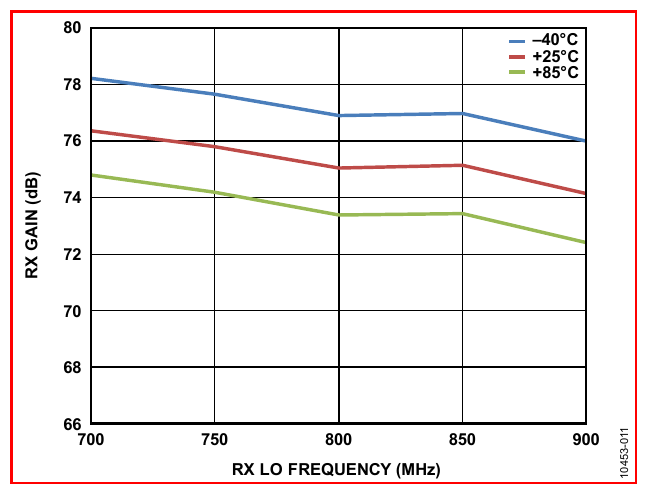 80
78
76
74
72
70
68
66
RX GAIN (dB)
–40°C
+25°C
+85°C
700 750 800 850 900
RX LO FREQUENCY (MHz)
10453-011